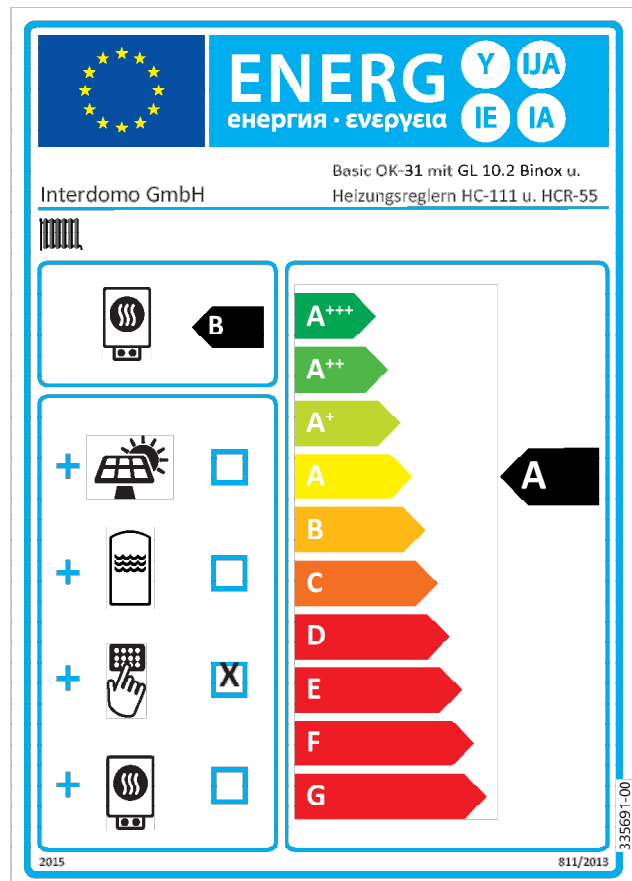 ENERG
енергия · ενεργεια
Y
IJA
IE
IA
Interdomo GmbH
Basic OK-31 mit GL 10.2 Binox u.
Heizungsreglern HC-111 u. HCR-55
B
A+++
A++
A+
A
B
C
D
E
F
G
A
+
+
+
X
+
335691-00
2015
811/2013